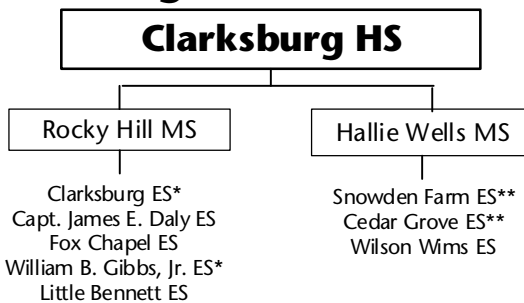 Clarksburg HS
Rocky Hill MS
Clarksburg ES*
Capt. James E. Daly ES
Fox Chapel ES
William B. Gibbs, Jr. ES*
Little Bennett ES
Hallie Wells MS
Snowden Farm ES**
Cedar Grove ES**
Wilson Wims ES